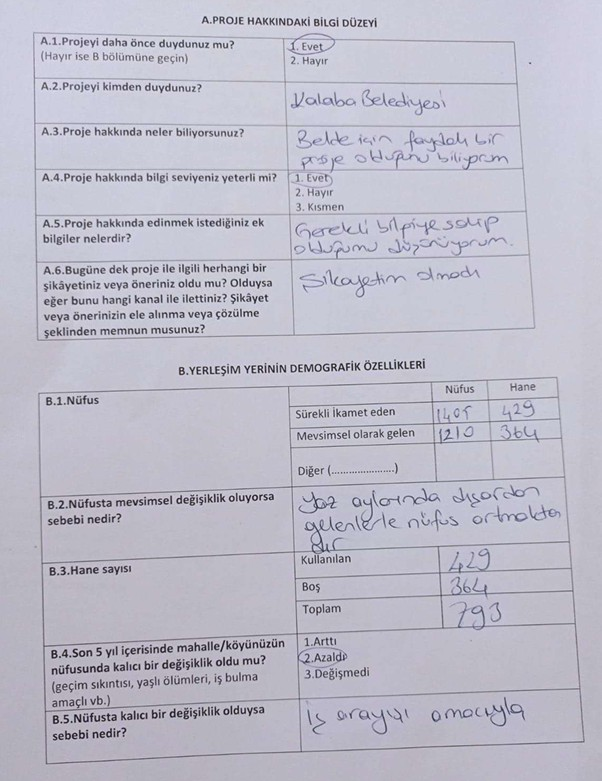 A.PROJE HAKKINDAKİ BİLGİ DÜZEYİ
A.1.Projeyi daha önce duydunuz mu?
(Hayır ise B bölümüne geçin)
1. Evet
2. Hayır
A.2.Projeyi kimden duydunuz?
Kalaba Belediyesi
A.3.Proje hakkında neler biliyorsunuz?
Belde için faydalı bir
proje olduğunu biliyorum
A.4.Proje hakkında bilgi seviyeniz yeterli mi?
1. Evet
2. Hayır
3. Kısmen
A.5.Proje hakkında edinmek istediğiniz ek
bilgiler nelerdir?
Gerekli bilgiye sahip
olduğumu düşünüyorum.
A.6.Bugüne dek proje ile ilgili herhangi bir
şikâyetiniz veya öneriniz oldu mu? Olduysa
eğer bunu hangi kanal ile ilettiniz? Şikâyet
veya önerinizin ele alınma veya çözülme
şeklinden memnun musunuz?
Şikayetim olmadı
B.YERLEŞİM YERİNİN DEMOGRAFİK ÖZELLİKLERİ
B.1.Nüfus
Nüfus Hane
Sürekli İkamet eden 1405 429
Mevsimsel olarak gelen 1210 364
Diğer (......................)
B.2.Nüfusta mevsimsel değişiklik oluyorsa
sebebi nedir?
Yaz aylarında dışardan
gelenlerle nüfus artmakta
dır
B.3.Hane sayısı
Kullanılan 429
Boş 364
Toplam 793
B.4.Son 5 yıl içerisinde mahalle/köyünüzün
nüfusunda kalıcı bir değişiklik oldu mu?
(geçim sıkıntısı, yaşlı ölümleri, iş bulma
amaçlı vb.)
1.Arttı
2.Azaldı
3.Değişmedi
B.5.Nüfusta kalıcı bir değişiklik olduysa
sebebi nedir?
İş arayışı amacıyla